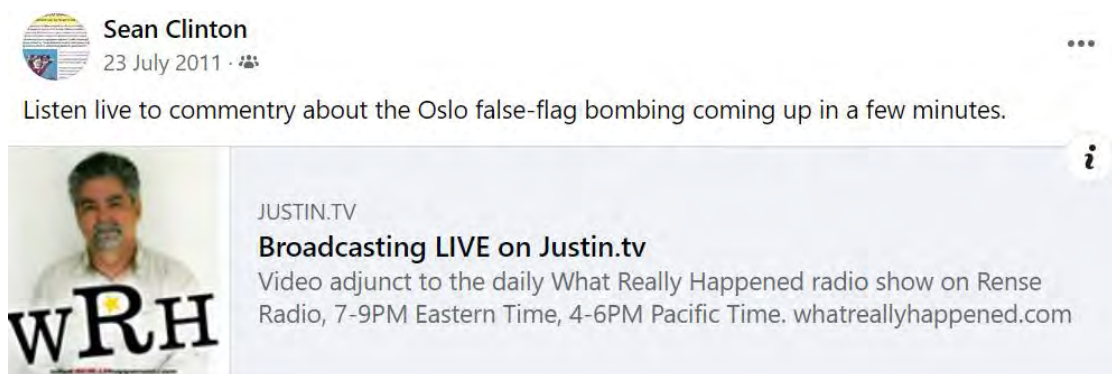 Sean Clinton
23 July 2011 ·
Listen live to commentry about the Oslo false-flag bombing coming up in a few minutes.
i
JUSTIN.TV
Broadcasting LIVE on Justin.tv
Video adjunct to the daily What Really Happened radio show on Rense
Radio, 7-9PM Eastern Time, 4-6PM Pacific Time. whatreallyhappened.com
WRH